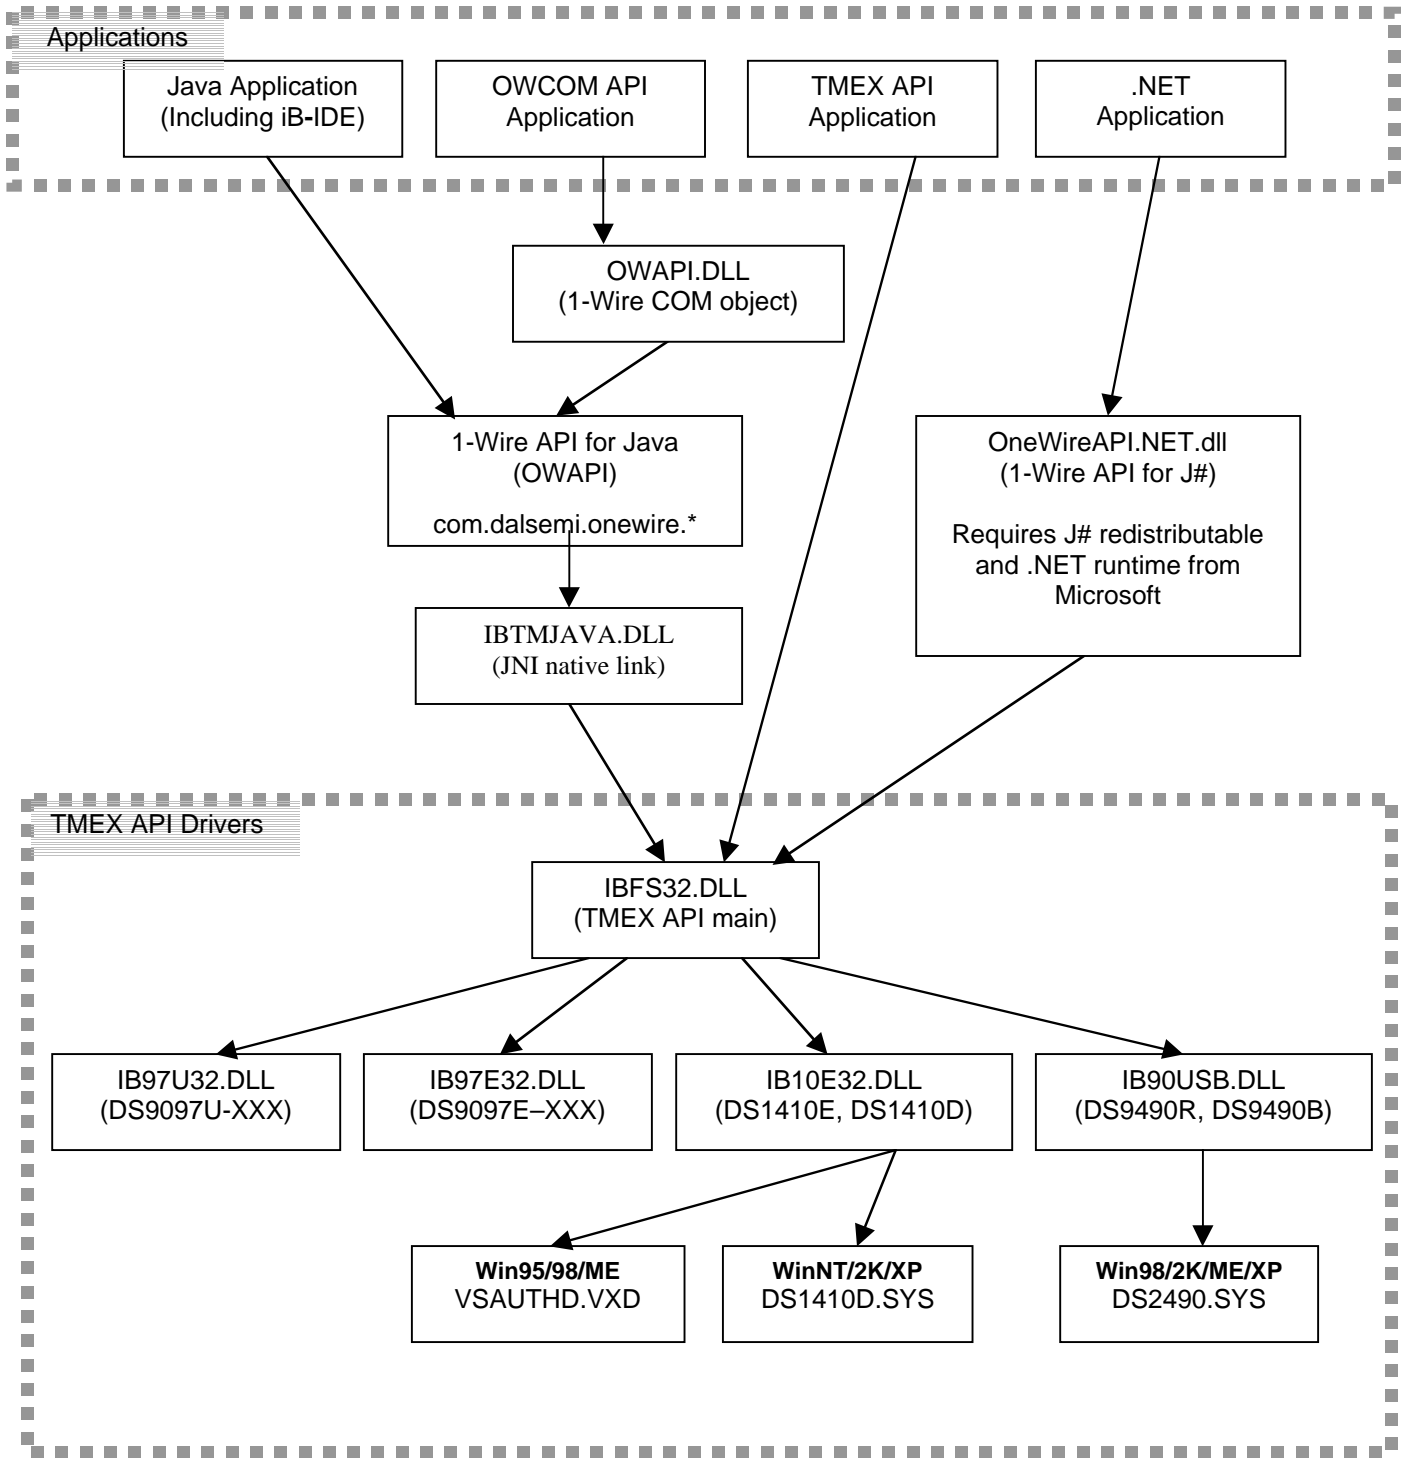 Applications
Java Application
(Including iB-IDE)
OWCOM API
Application
TMEX API
Application
.NET
Application
OWAPI.DLL
(1-Wire COM object)
1-Wire API for Java
(OWAPI)
com.dalsemi.onewire.*
OneWireAPI.NET.dll
(1-Wire API for J#)
Requires J# redistributable
and .NET runtime from
Microsoft
IBTMJAVA.DLL
(JNI native link)
TMEX API Drivers
IBFS32.DLL
(TMEX API main)
IB97U32.DLL
(DS9097U-XXX)
IB97E32.DLL
(DS9097E–XXX)
IB10E32.DLL
(DS1410E, DS1410D)
IB90USB.DLL
(DS9490R, DS9490B)
Win95/98/ME
VSAUTHD.VXD
WinNT/2K/XP
DS1410D.SYS
Win98/2K/ME/XP
DS2490.SYS